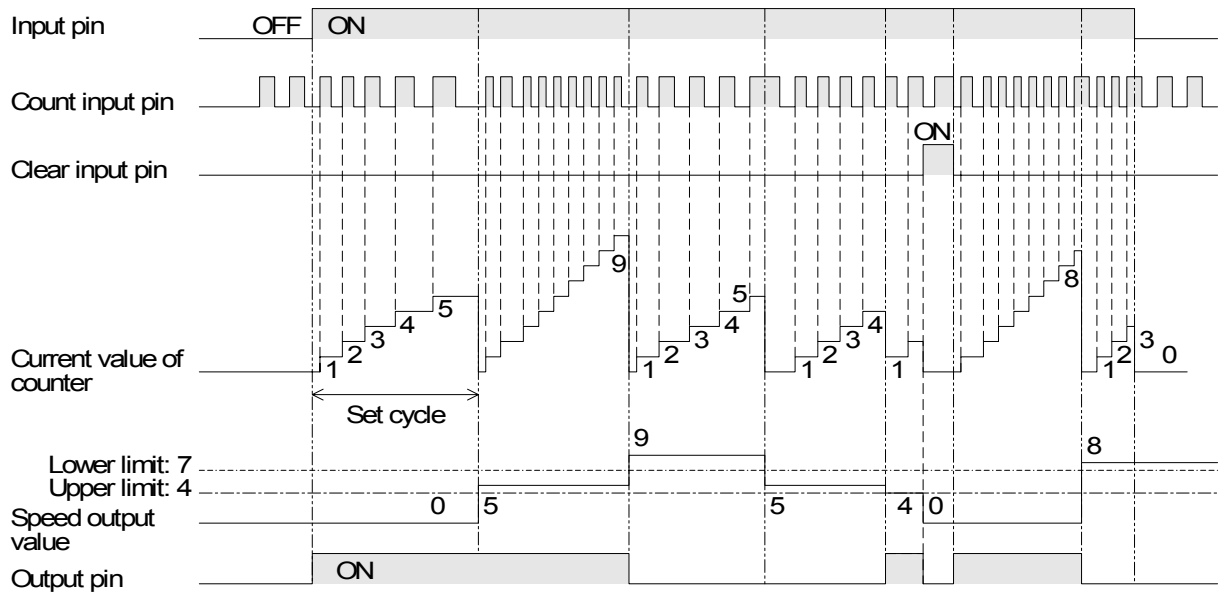 Input pin OFF ON
Count input pin
ON
Clear input pin
9
8
5 5
4 4 4
3 3 3 3
2 2 2 2 0
1 1 1 1 1
Current value of
counter
Set cycle
9 8
Lower limit: 7
Upper limit: 4
0 5 5 4 0
Speed output
value
Output pin ON